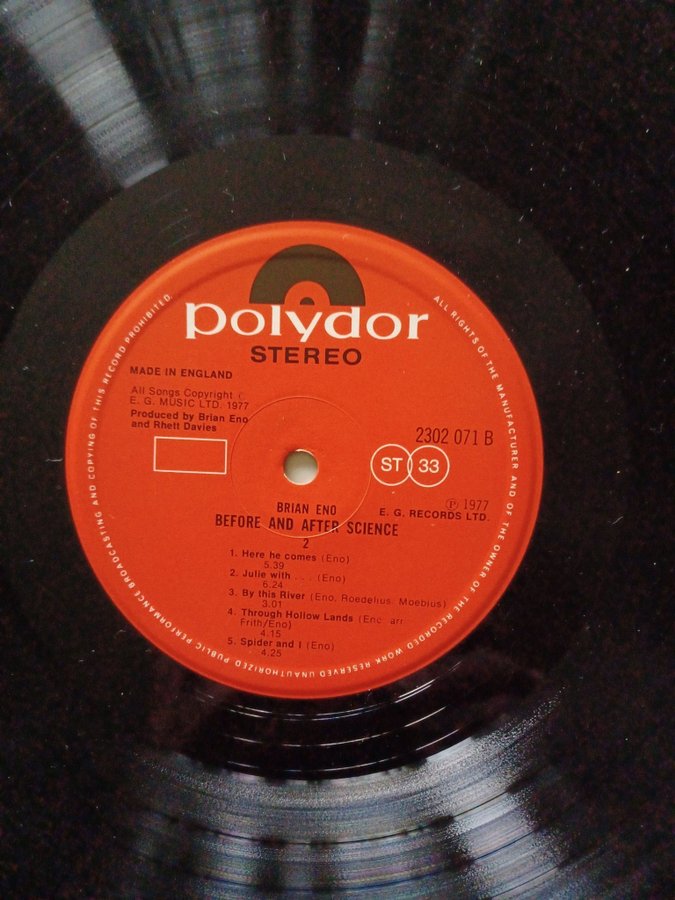 polydor
STEREO
MADE IN ENGLAND
All Songs Copyright
E. G. MUSIC LTD. 1977
Produced by Brian Eno
and Rhett Davies
2302 071 B
ST 33
℗ 1977
E. G. RECORDS LTD.
BRIAN ENO
BEFORE AND AFTER SCIENCE
2
1. Here he comes (Eno)
5.39
2. Julie with . . . (Eno)
6.24
3. By this River (Eno, Roedelius, Moebius)
3.01
4. Through Hollow Lands (Eno arr.
Frith/Eno)
4.15
5. Spider and I (Eno)
4.25
ALL RIGHTS OF THE MANUFACTURER AND OF THE OWNER OF THE RECORDED WORK RESERVED UNAUTHORIZED PUBLIC PERFORMANCE BROADCASTING AND COPYING OF THIS RECORD PROHIBITED.